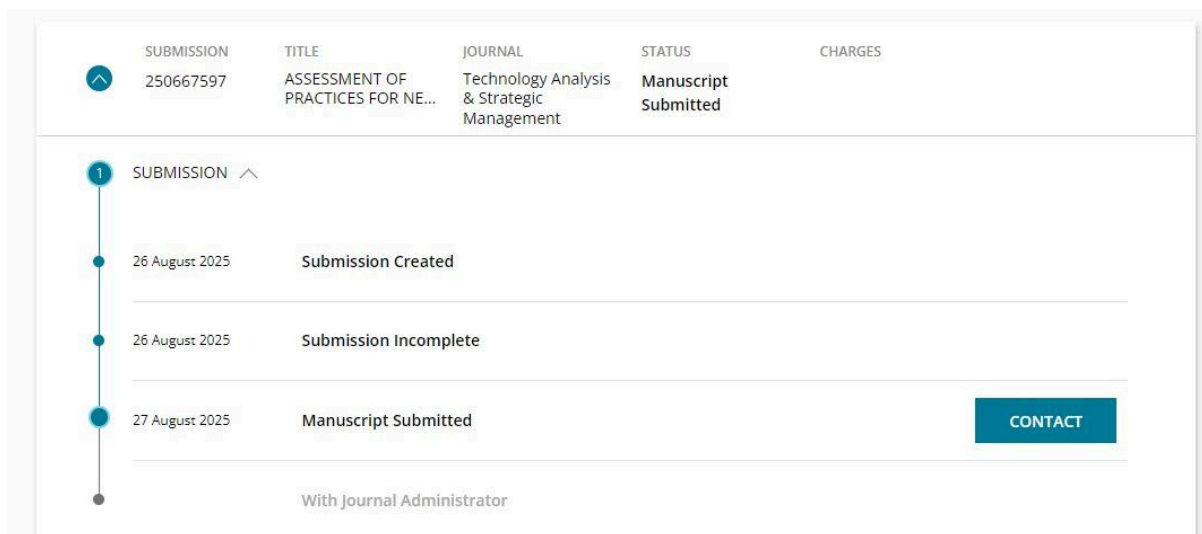 SUBMISSION TITLE JOURNAL STATUS CHARGES
250667597 ASSESSMENT OF Technology Analysis Manuscript
PRACTICES FOR NE... & Strategic Submitted
Management
1 SUBMISSION
26 August 2025 Submission Created
26 August 2025 Submission Incomplete
27 August 2025 Manuscript Submitted CONTACT
With Journal Administrator